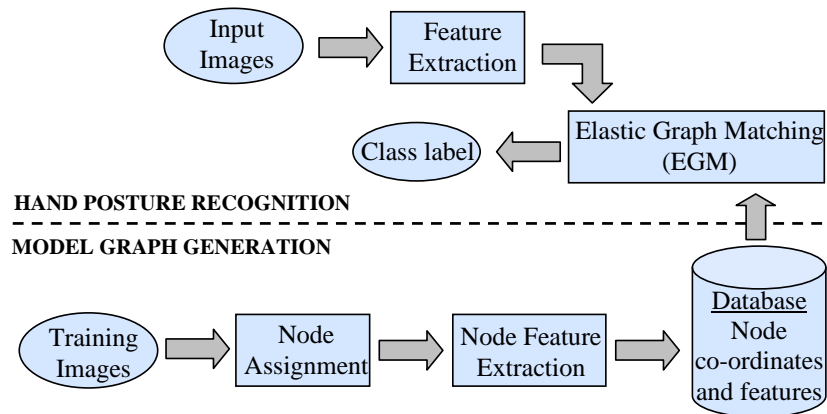 Input
Images
Feature
Extraction
Elastic Graph Matching
(EGM)
Class label
HAND POSTURE RECOGNITION
MODEL GRAPH GENERATION
Training
Images
Node
Assignment
Node Feature
Extraction
Database
Node
co-ordinates
and features